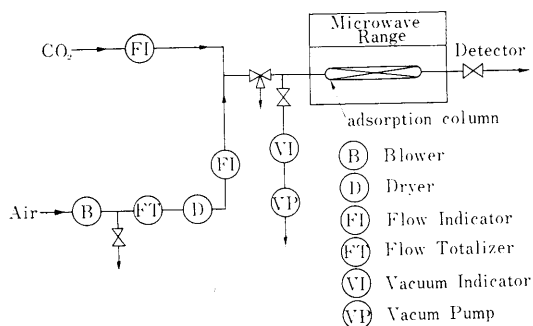 Microwave
Range
CO2
FI
Detector
adsorption column
FI
VI
VP
Air
B
FT
D
B Blower
D Dryer
FI Flow Indicator
FT Flow Totalizer
VI Vacuum Indicator
VP Vacum Pump